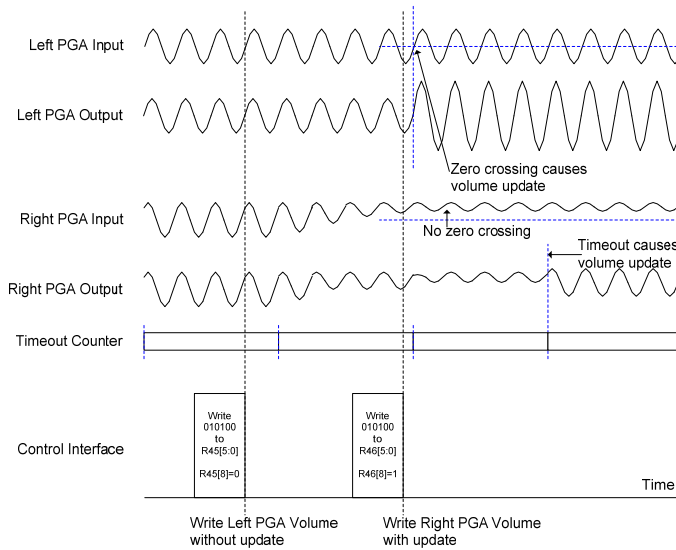 Left PGA Input
Left PGA Output
Zero crossing causes
volume update
Right PGA Input
No zero crossing
Timeout causes
volume update
Right PGA Output
Timeout Counter
Write
010100
to
R45[5:0]
R45[8]=0
Write
010100
to
R46[5:0]
R46[8]=1
Control Interface
Time
Write Left PGA Volume
without update
Write Right PGA Volume
with update